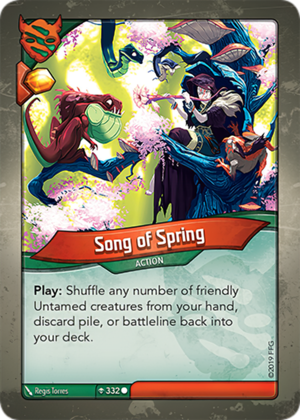 Song of Spring
ACTION
Play: Shuffle any number of friendly
Untamed creatures from your hand,
discard pile, or battleline back into
your deck.
©2019 FFG
Regis Torres
332